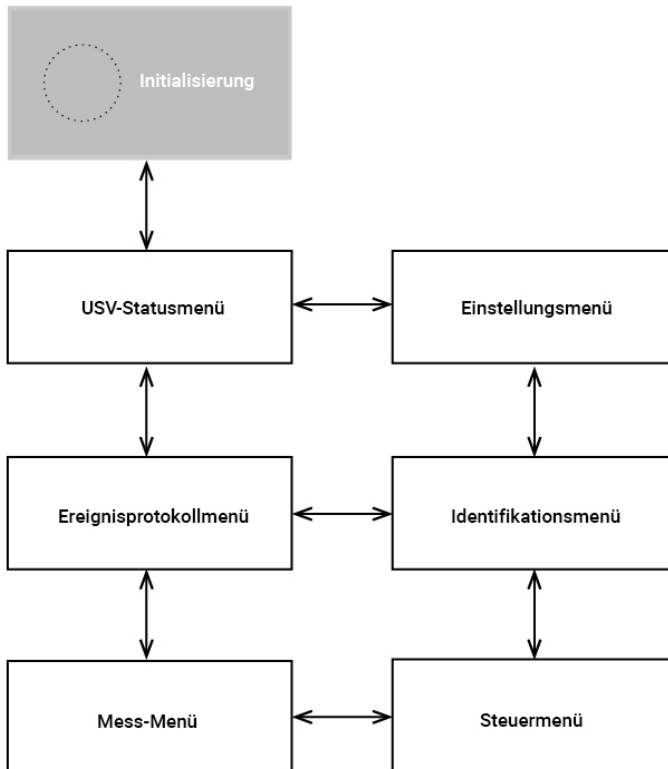 Initialisierung
USV-Statusmenü
Einstellungsmenü
Ereignisprotokollmenü
Identifikationsmenü
Mess-Menü
Steuermenü